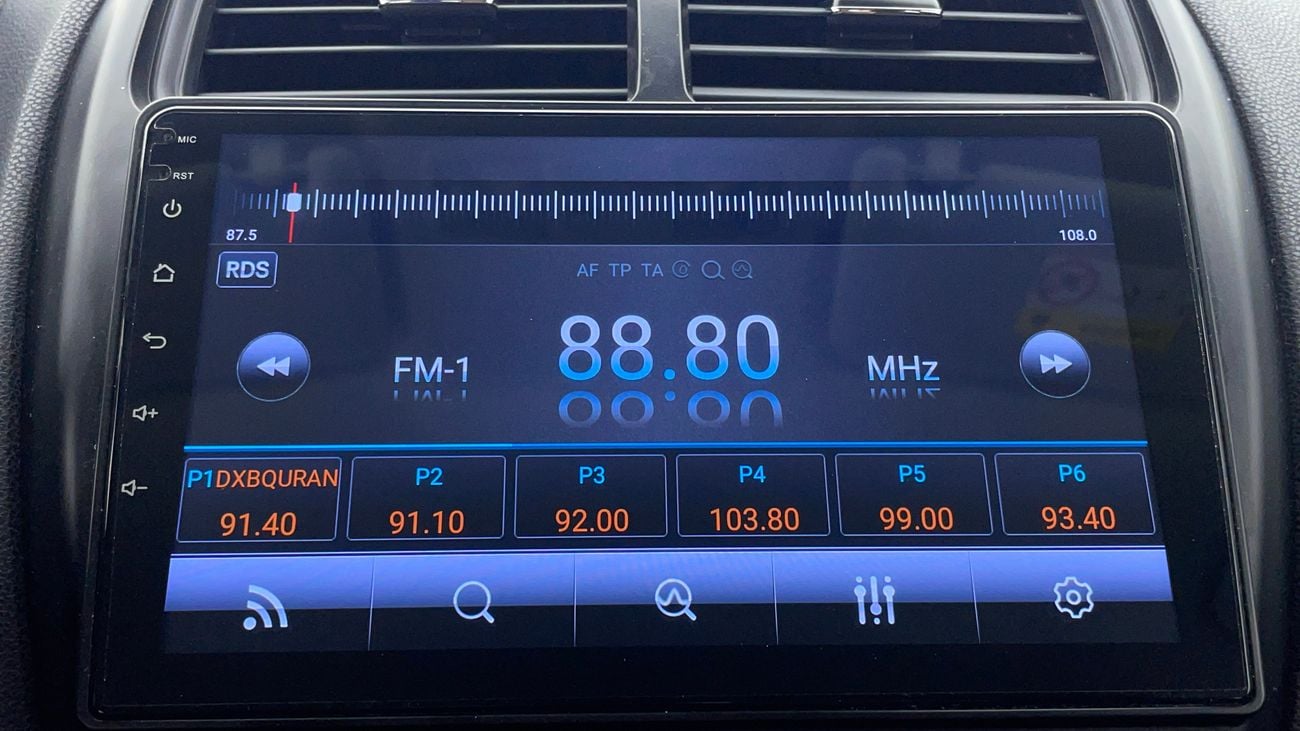 MIC
RST
87.5
108.0
RDS
AF TP TA
FM-1
88.80
MHz
P1DXBQURAN
91.40
P2
91.10
P3
92.00
P4
103.80
P5
99.00
P6
93.40